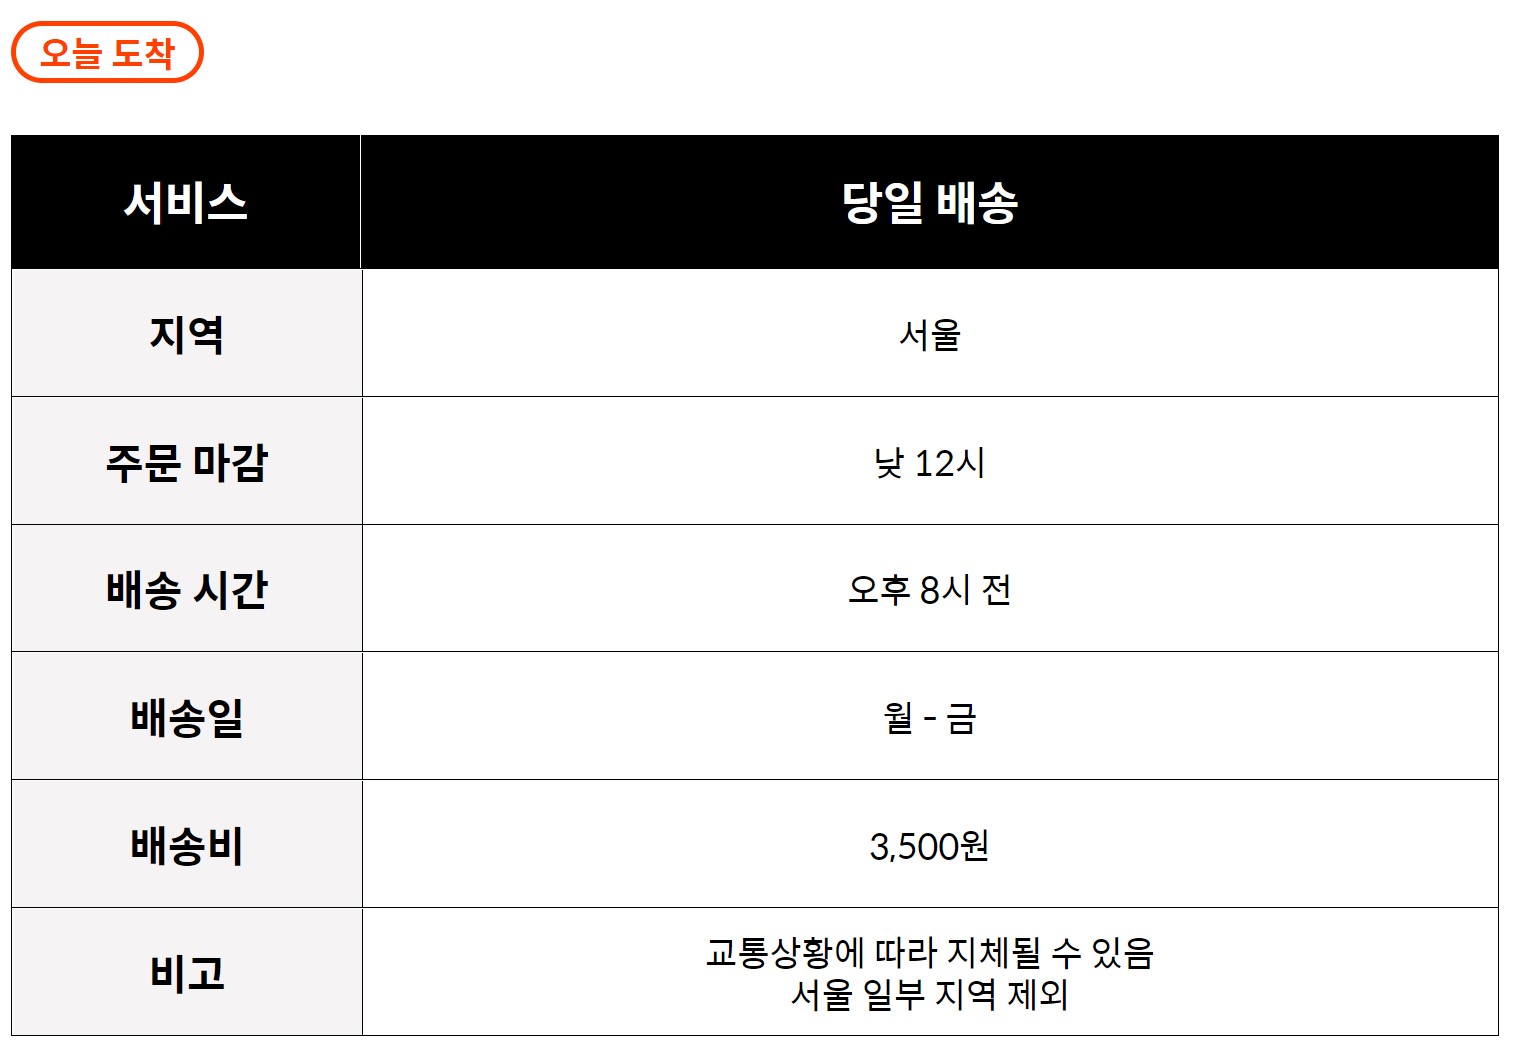 오늘 도착
서비스
당일 배송
지역
서울
주문 마감
낮 12시
배송 시간
오후 8시 전
배송일
월 - 금
배송비
3,500원
비고
교통상황에 따라 지체될 수 있음
서울 일부 지역 제외